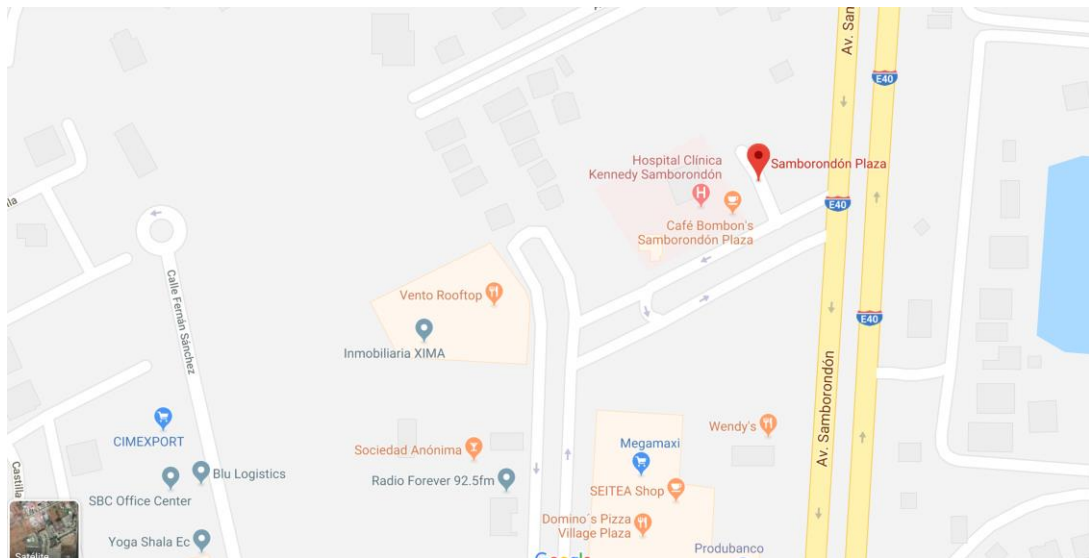 Av. San
E40
Hospital Clínica
Kennedy Samborondón
Samborondón Plaza
E40
Café Bombon's
Samborondón Plaza
Calle Fernán Sánchez
Vento Rooftop
E40
Inmobiliaria XIMA
Av. Samborondón
CIMEXPORT
Wendy's
Megamaxi
Sociedad Anónima
Blu Logistics
Radio Forever 92.5fm
SEITEA Shop
Castilla
SBC Office Center
Domino´s Pizza
Village Plaza
Yoga Shala Ec
Produbanco
Satélite